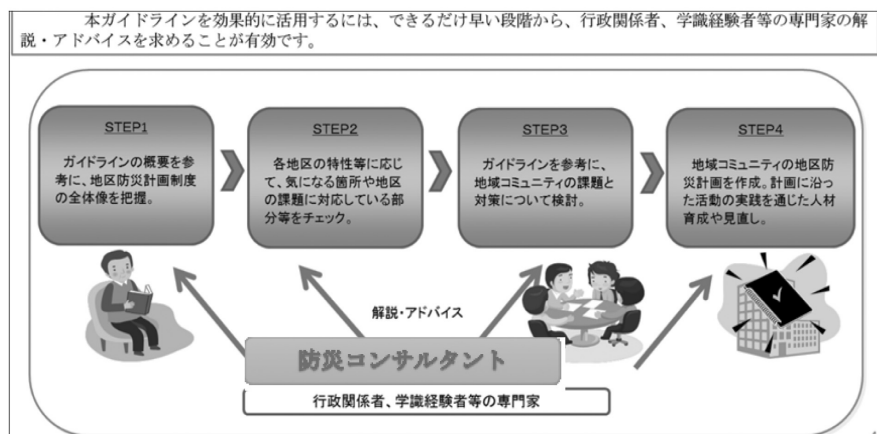 本ガイドラインを効果的に活用するには、できるだけ早い段階から、行政関係者、学識経験者等の専門家の解
説・アドバイスを求めることが有効です。
STEP1
ガイドラインの概要を参
考に、地区防災計画制度
の全体像を把握。
STEP2
各地区の特性等に応じ
て、気になる箇所や地区
の課題に対応している部
分等をチェック。
STEP3
ガイドラインを参考に、
地域コミュニティの課題と
対策について検討。
STEP4
地域コミュニティの地区防
災計画を作成。計画に沿っ
た活動の実践を通じた人材
育成や見直し。
解説・アドバイス
防災コンサルタント
行政関係者、学識経験者等の専門家